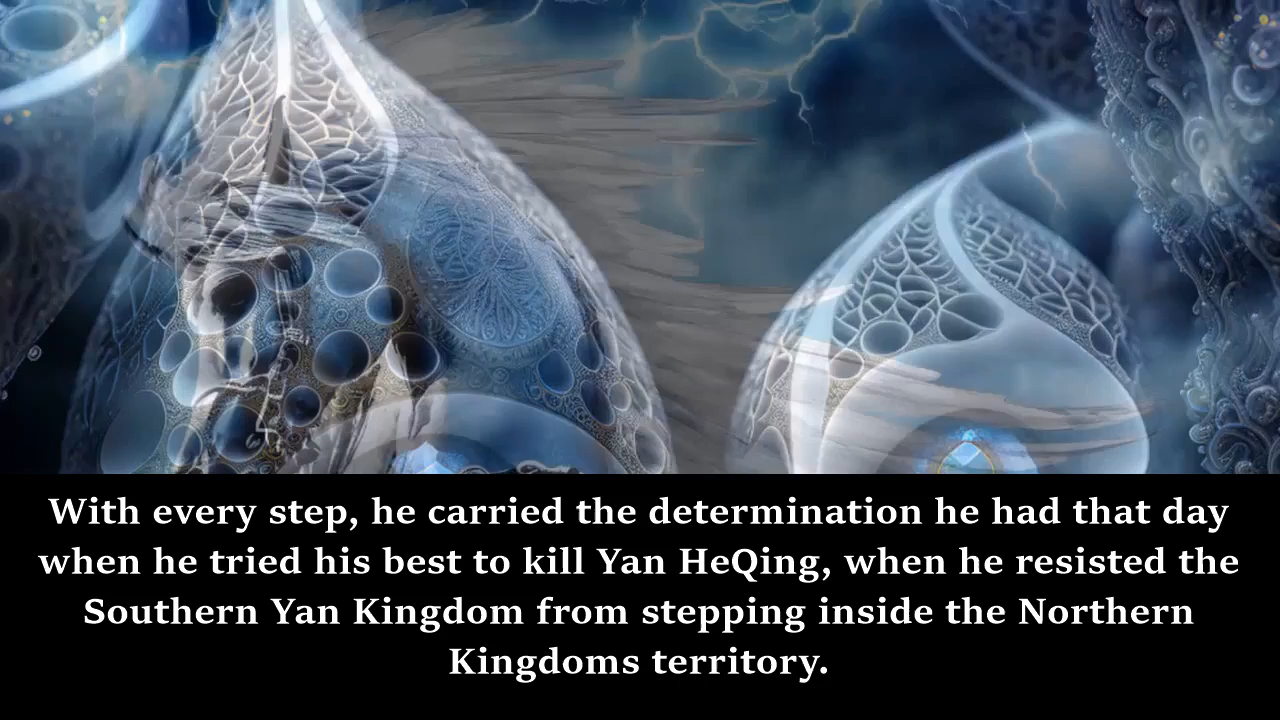 With every step, he carried the determination he had that day
when he tried his best to kill Yan HeQing, when he resisted the
Southern Yan Kingdom from stepping inside the Northern
Kingdoms territory.